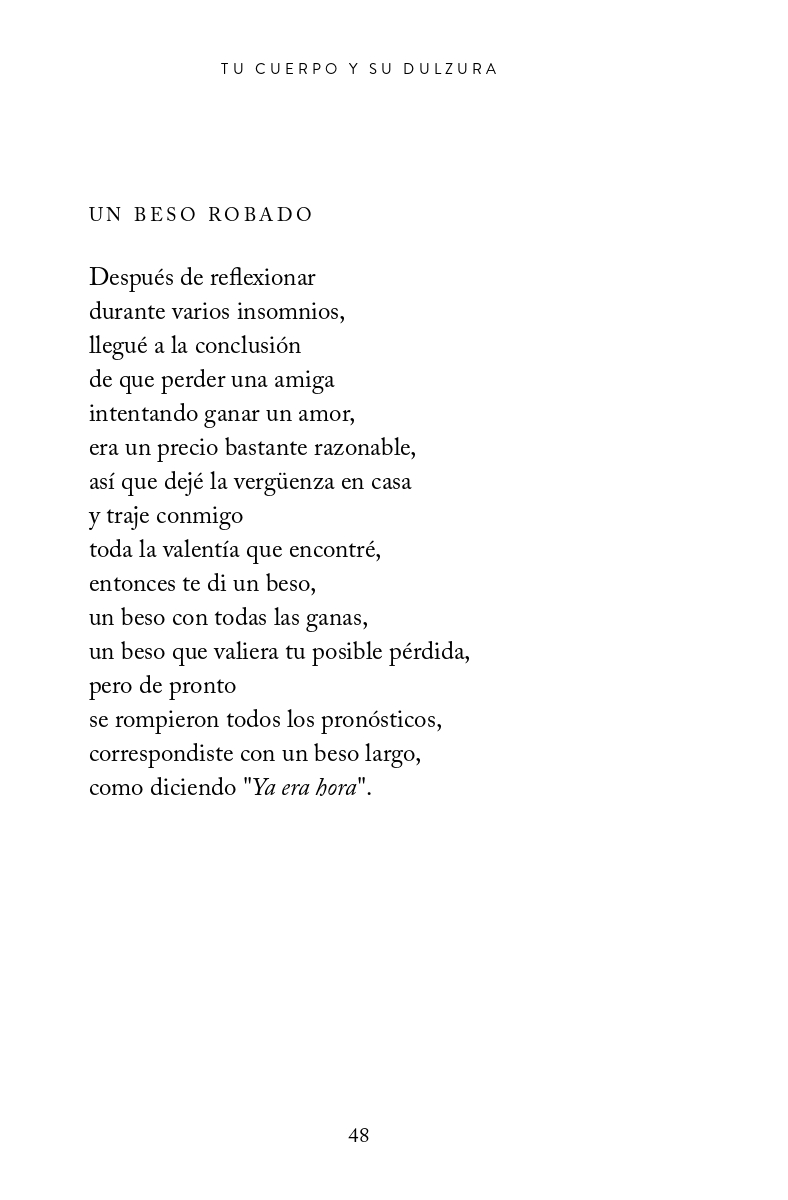 TU CUERPO Y SU DULZURA
UN BESO ROBADO
Después de reflexionar
durante varios insomnios,
llegué a la conclusión
de que perder una amiga
intentando ganar un amor,
era un precio bastante razonable,
así que dejé la vergüenza en casa
y traje conmigo
toda la valentía que encontré,
entonces te di un beso,
un beso con todas las ganas,
un beso que valiera tu posible pérdida,
pero de pronto
se rompieron todos los pronósticos,
correspondiste con un beso largo,
como diciendo "Ya era hora".
48